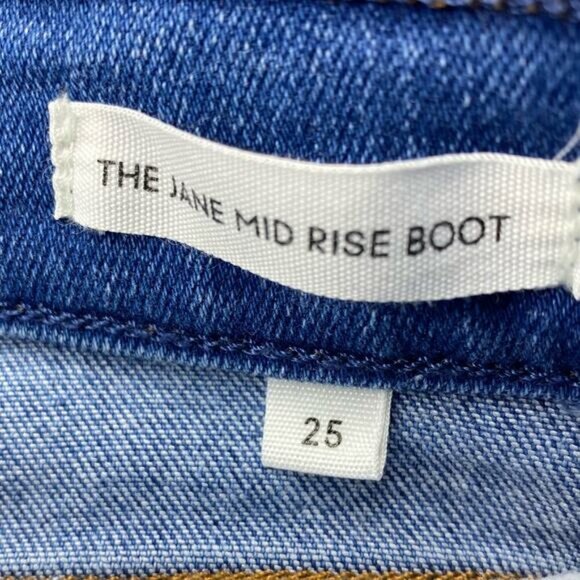 THE JANE MID RISE BOOT
25